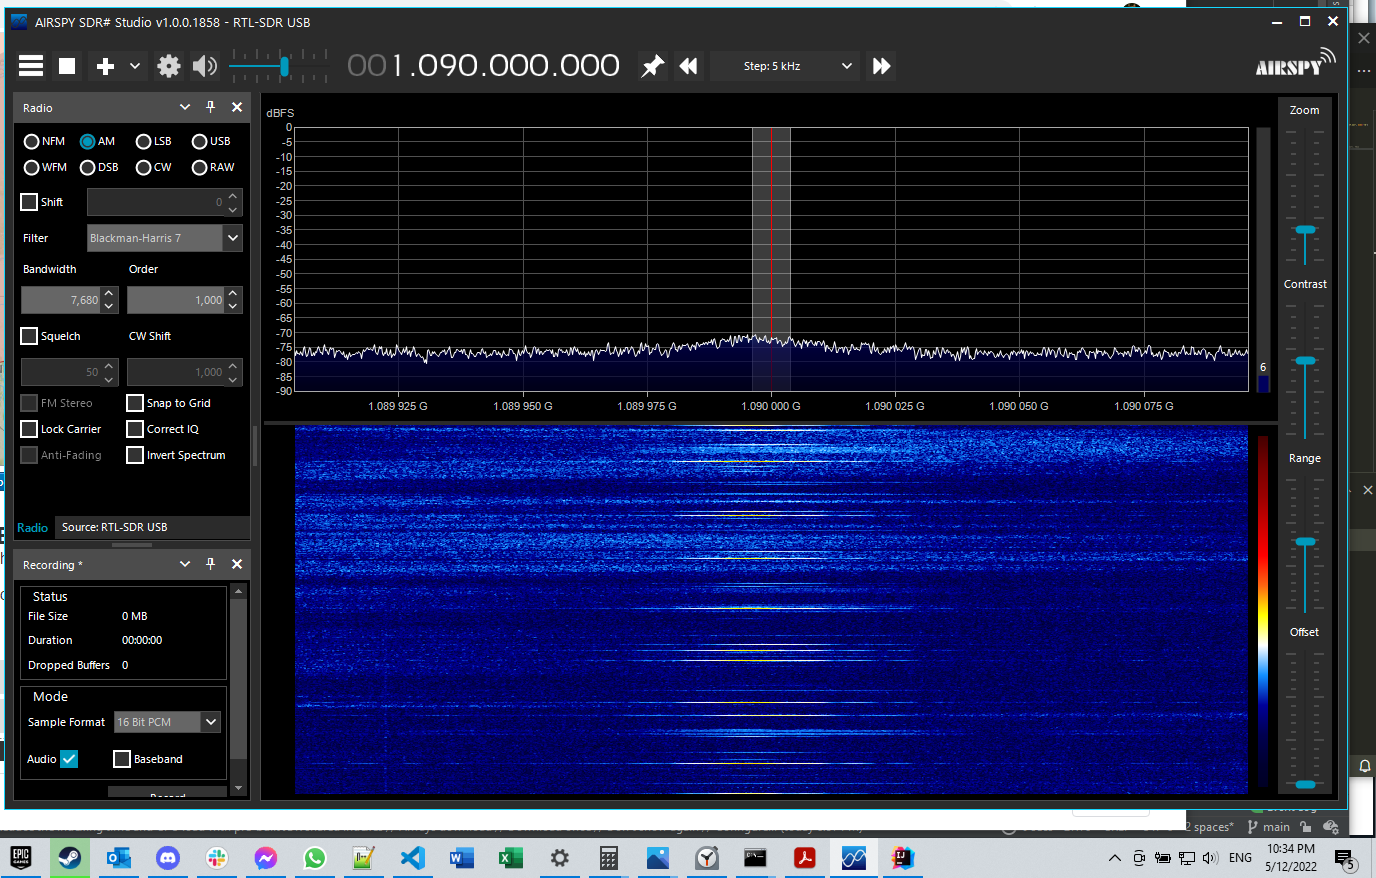 AIRSPY SDR# Studio v1.0.0.1858 - RTL-SDR USB
001.090.000.000
Step: 5 kHz
AIRSPY
Radio
NFM AM LSB USB
WFM DSB CW RAW
Shift 0
Filter Blackman-Harris 7
Bandwidth Order
7,680 1,000
Squelch CW Shift
50 1,000
FM Stereo Snap to Grid
Lock Carrier Correct IQ
Anti-Fading Invert Spectrum
Radio Source: RTL-SDR USB
Recording *
Status
File Size 0 MB
Duration 00:00:00
Dropped Buffers 0
Mode
Sample Format 16 Bit PCM
Audio Baseband
Record
dBFS
0
-5
-10
-15
-20
-25
-30
-35
-40
-45
-50
-55
-60
-65
-70
-75
-80
-85
-90
6
1.089 925 G 1.089 950 G 1.089 975 G 1.090 000 G 1.090 025 G 1.090 050 G 1.090 075 G
Zoom
Contrast
Range
Offset
2 spaces* main
EPIC GAMES
ENG
10:34 PM
5/12/2022
5